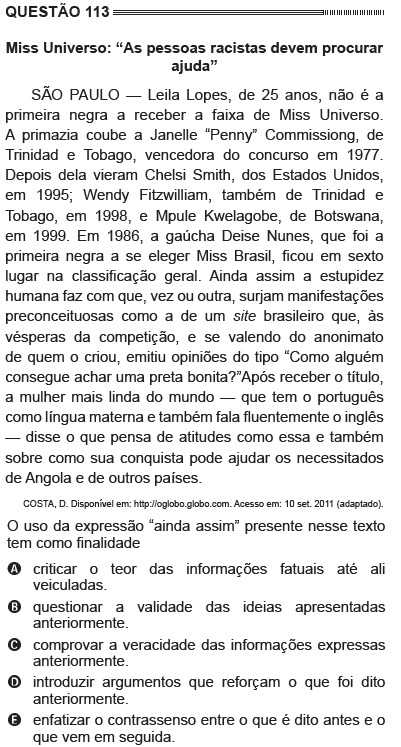 QUESTÃO 113
Miss Universo: “As pessoas racistas devem procurar
ajuda”
SÃO PAULO — Leila Lopes, de 25 anos, não é a
primeira negra a receber a faixa de Miss Universo.
A primazia coube a Janelle “Penny” Commissiong, de
Trinidad e Tobago, vencedora do concurso em 1977.
Depois dela vieram Chelsi Smith, dos Estados Unidos,
em 1995; Wendy Fitzwilliam, também de Trinidad e
Tobago, em 1998, e Mpule Kwelagobe, de Botswana,
em 1999. Em 1986, a gaúcha Deise Nunes, que foi a
primeira negra a se eleger Miss Brasil, ficou em sexto
lugar na classificação geral. Ainda assim a estupidez
humana faz com que, vez ou outra, surjam manifestações
preconceituosas como a de um site brasileiro que, às
vésperas da competição, e se valendo do anonimato
de quem o criou, emitiu opiniões do tipo “Como alguém
consegue achar uma preta bonita?”Após receber o título,
a mulher mais linda do mundo — que tem o português
como língua materna e também fala fluentemente o inglês
— disse o que pensa de atitudes como essa e também
sobre como sua conquista pode ajudar os necessitados
de Angola e de outros países.
COSTA, D. Disponível em: http://oglobo.globo.com. Acesso em: 10 set. 2011 (adaptado).
O uso da expressão “ainda assim” presente nesse texto
tem como finalidade
A criticar o teor das informações fatuais até ali
veiculadas.
B questionar a validade das ideias apresentadas
anteriormente.
C comprovar a veracidade das informações expressas
anteriormente.
D introduzir argumentos que reforçam o que foi dito
anteriormente.
E enfatizar o contrassenso entre o que é dito antes e o
que vem em seguida.